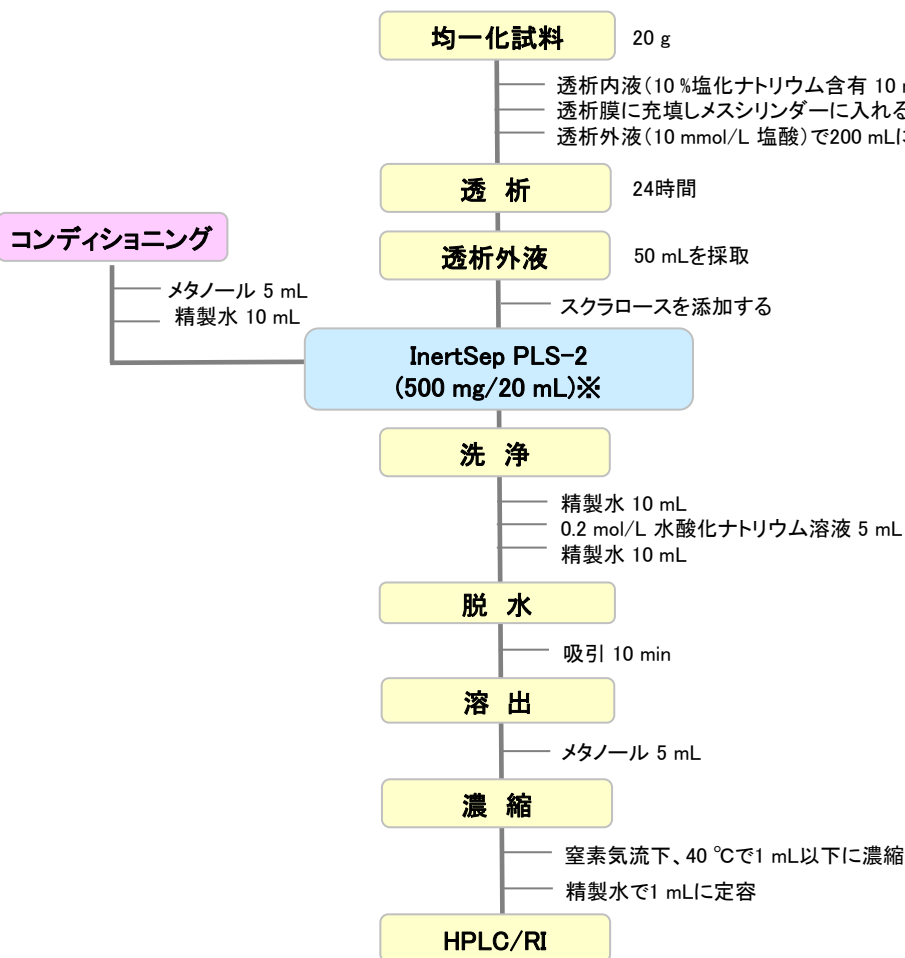 均一化試料 20 g
透析内液(10 %塩化ナトリウム含有 10
透析膜に充填しメスシリンダーに入れる
透析外液(10 mmol/L 塩酸)で200 mLに
透 析 24時間
コンディショニング
メタノール 5 mL
精製水 10 mL
透析外液 50 mLを採取
スクラロースを添加する
InertSep PLS-2
(500 mg/20 mL)※
洗 浄
精製水 10 mL
0.2 mol/L 水酸化ナトリウム溶液 5 mL
精製水 10 mL
脱 水
吸引 10 min
溶 出
メタノール 5 mL
濃 縮
窒素気流下、40 ℃で1 mL以下に濃縮
精製水で1 mLに定容
HPLC/RI